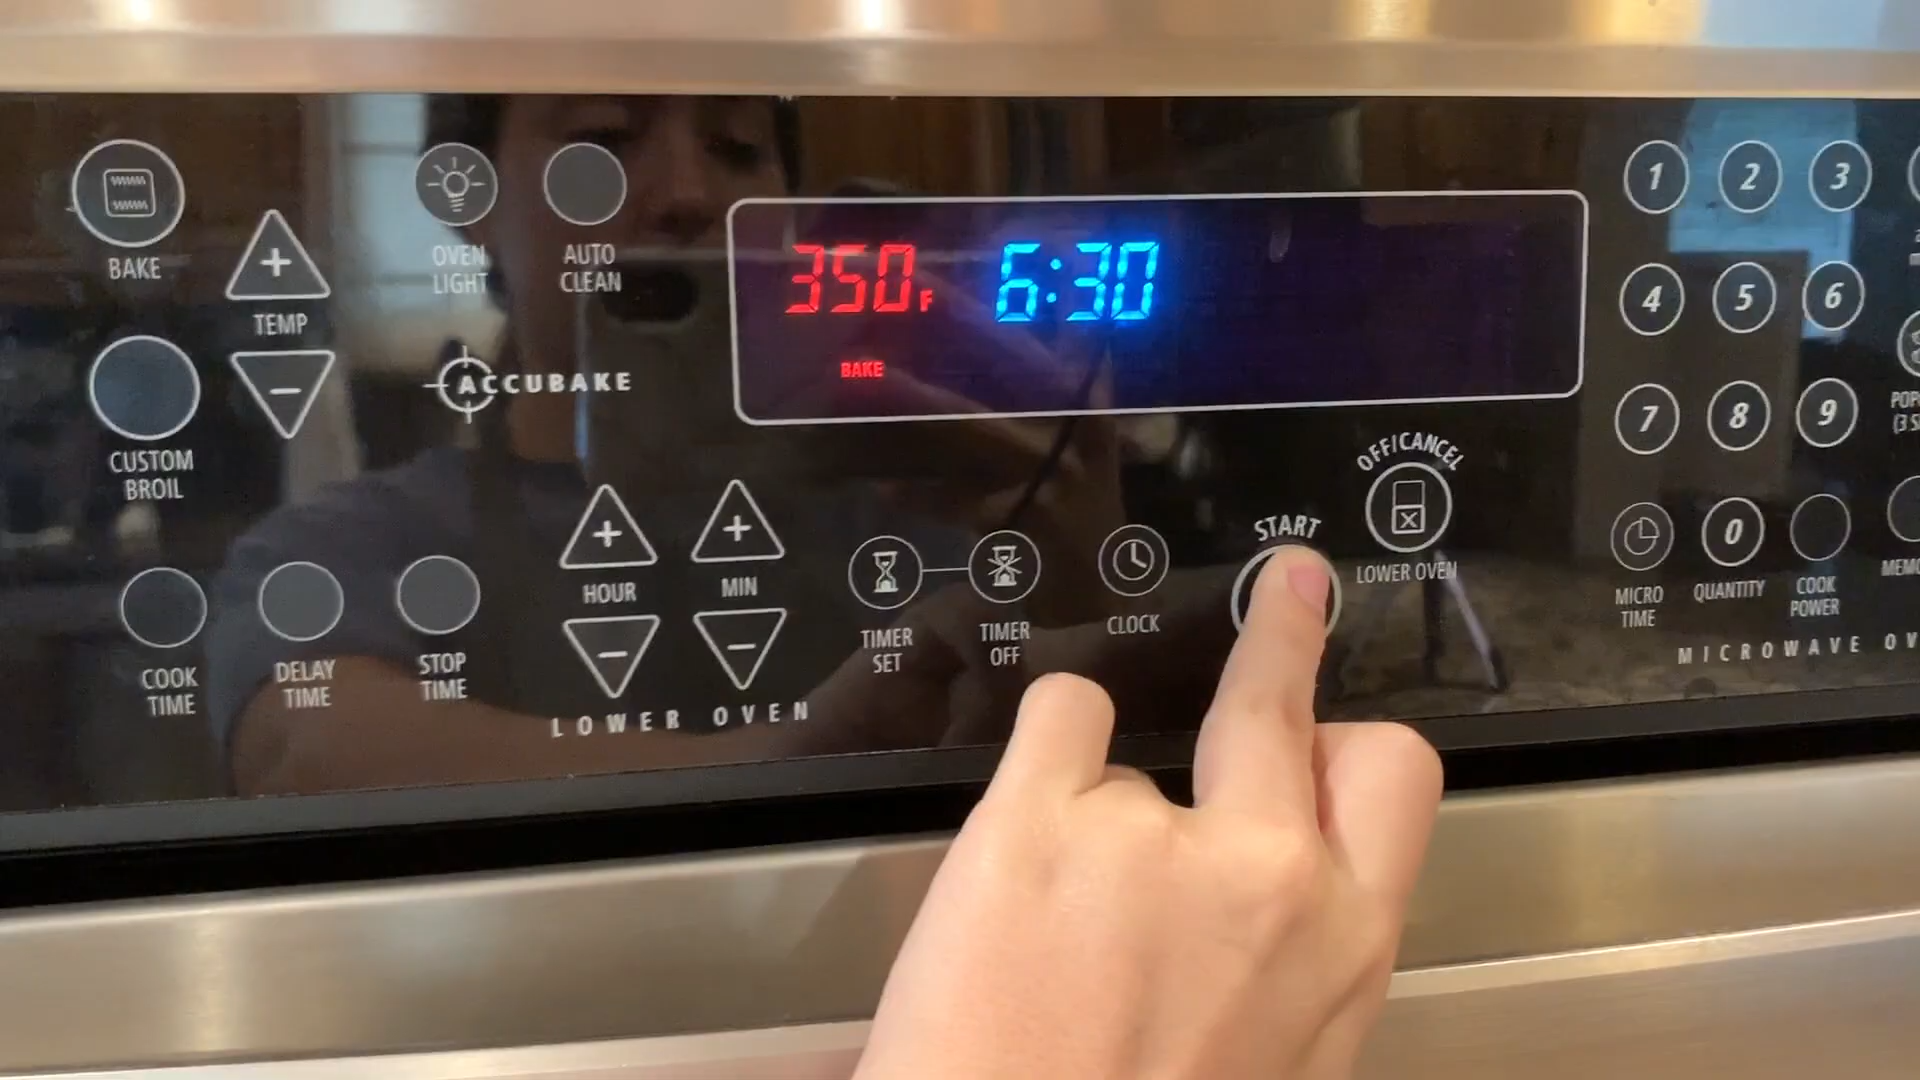 BAKE
TEMP
OVEN
LIGHT
AUTO
CLEAN
CUSTOM
BROIL
ACCUBAKE
350F 6:30
BAKE
COOK
TIME
DELAY
TIME
STOP
TIME
HOUR
MIN
LOWER OVEN
TIMER
SET
TIMER
OFF
CLOCK
START
OFF/CANCEL
LOWER OVEN
1 2 3
4 5 6
7 8 9
0
MICRO
TIME
QUANTITY
COOK
POWER
MICROWAVE OV